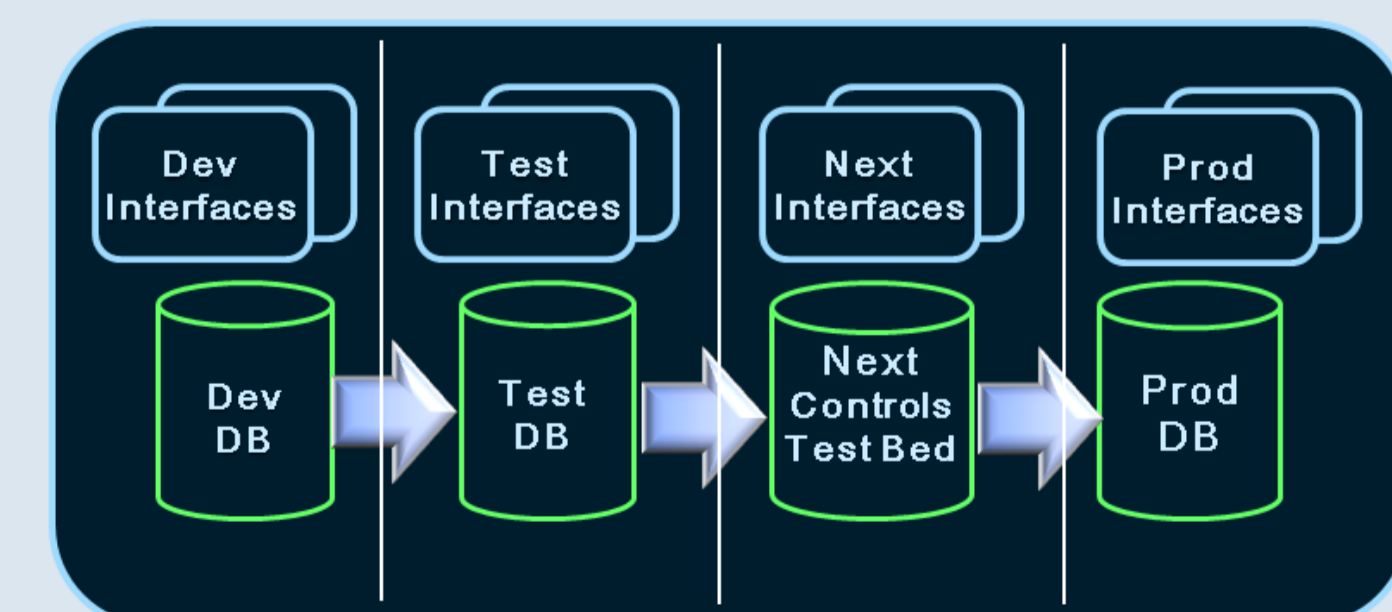 Dev
Interfaces
Test
Interfaces
Next
Interfaces
Prod
Interfaces
Dev
DB
Test
DB
Next
Controls
Test Bed
Prod
DB